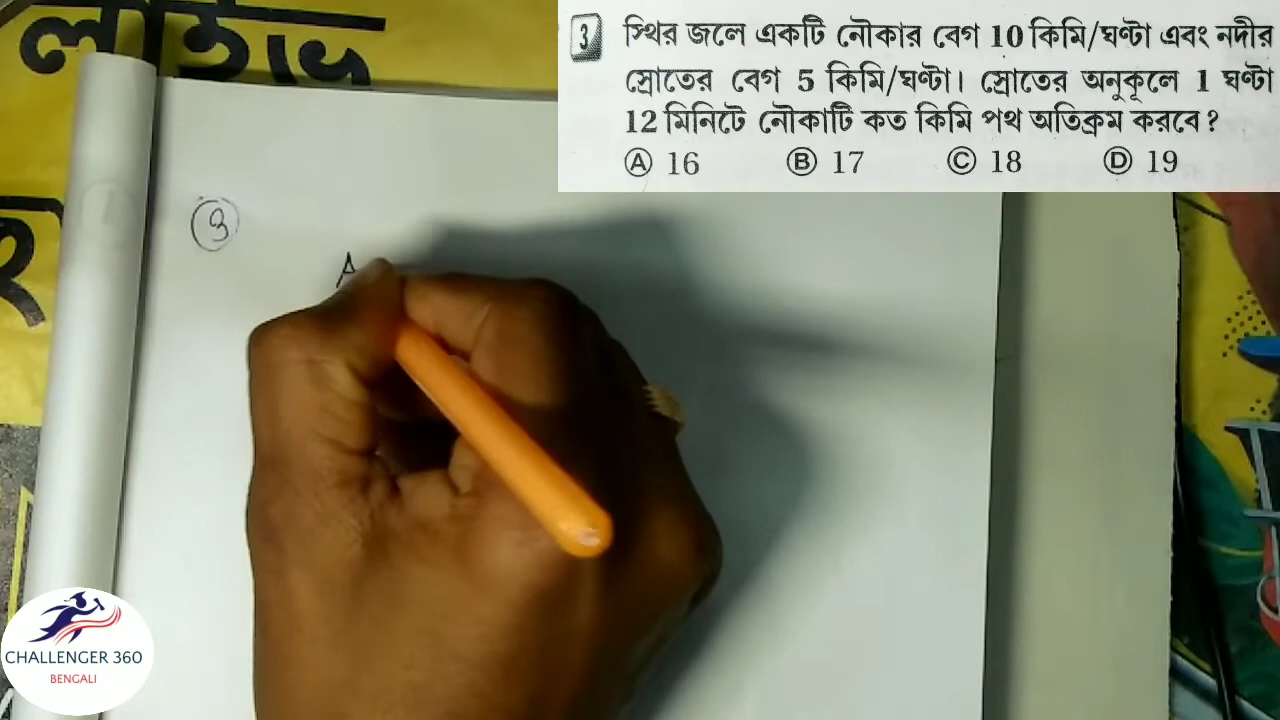 3 স্থির জলে একটি নৌকার বেগ 10 কিমি/ঘণ্টা এবং নদীর
স্রোতের বেগ 5 কিমি/ঘণ্টা। স্রোতের অনুকূলে 1 ঘণ্টা
12 মিনিটে নৌকাটি কত কিমি পথ অতিক্রম করবে?
Ⓐ 16 Ⓑ 17 Ⓒ 18 Ⓓ 19
A
CHALLENGER 360
BENGALI